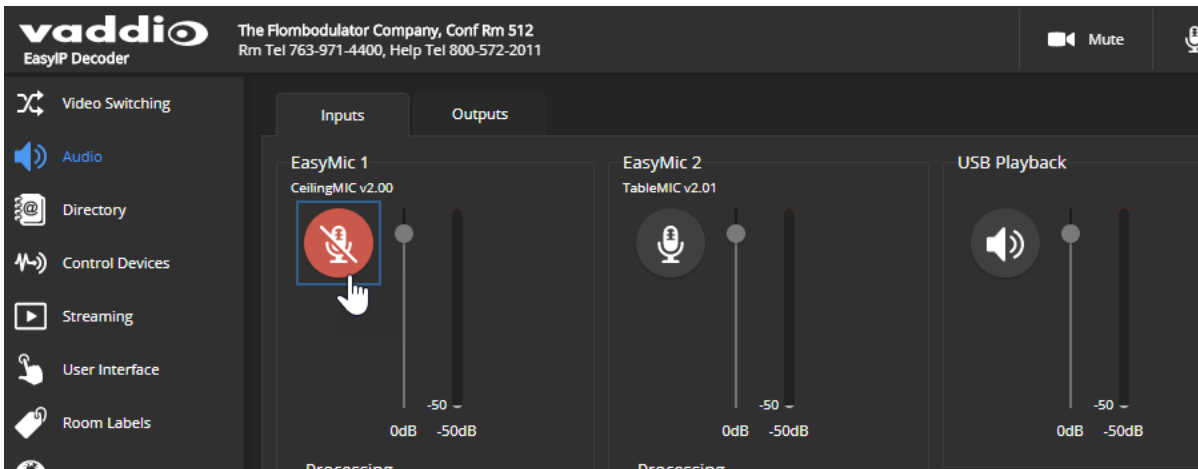 vaddio
EasyIP Decoder
The Flombodulator Company, Conf Rm 512
Rm Tel 763-971-4400, Help Tel 800-572-2011
Mute
Video Switching
Audio
Directory
Control Devices
Streaming
User Interface
Room Labels
Inputs
Outputs
EasyMic 1
CeilingMIC v2.00
-50
0dB
-50dB
Processing
EasyMic 2
TableMIC v2.01
-50
0dB
-50dB
Processing
USB Playback
-50
0dB
-50dB